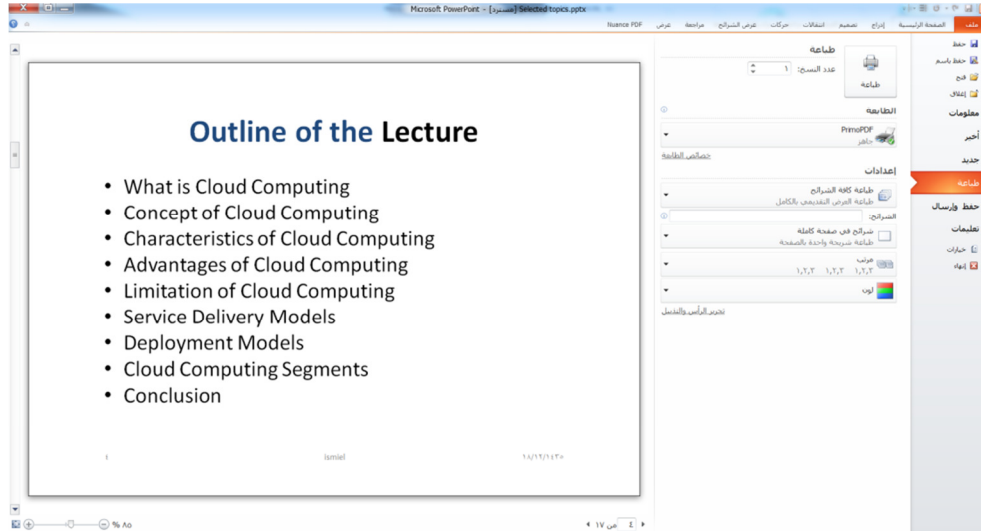 Microsoft PowerPoint – [مسترد] Selected topics.pptx
ملف
الصفحة الرئيسية
إدراج
تصميم
انتقالات
حركات
عرض الشرائح
مراجعة
عرض
Nuance PDF
حفظ
حفظ باسم
فتح
إغلاق
معلومات
أخير
جديد
طباعة
حفظ وإرسال
تعليمات
خيارات
إنهاء
طباعة
عدد النسخ: ١
طباعة
الطابعة
PrimoPDF
جاهز
خصائص الطابعة
إعدادات
طباعة كافة الشرائح
طباعة العرض التقديمي بالكامل
الشرائح:
شرائح في صفحة كاملة
طباعة شريحة واحدة بالصفحة
مرتب
١,٢,٣ ١,٢,٣ ١,٢,٣
لون
تحرير الرأس والتذييل
Outline of the Lecture
• What is Cloud Computing
• Concept of Cloud Computing
• Characteristics of Cloud Computing
• Advantages of Cloud Computing
• Limitation of Cloud Computing
• Service Delivery Models
• Deployment Models
• Cloud Computing Segments
• Conclusion
٤
ismiel
١٨/١٢/١٤٣٥
٤ من ١٧
% ٨٥